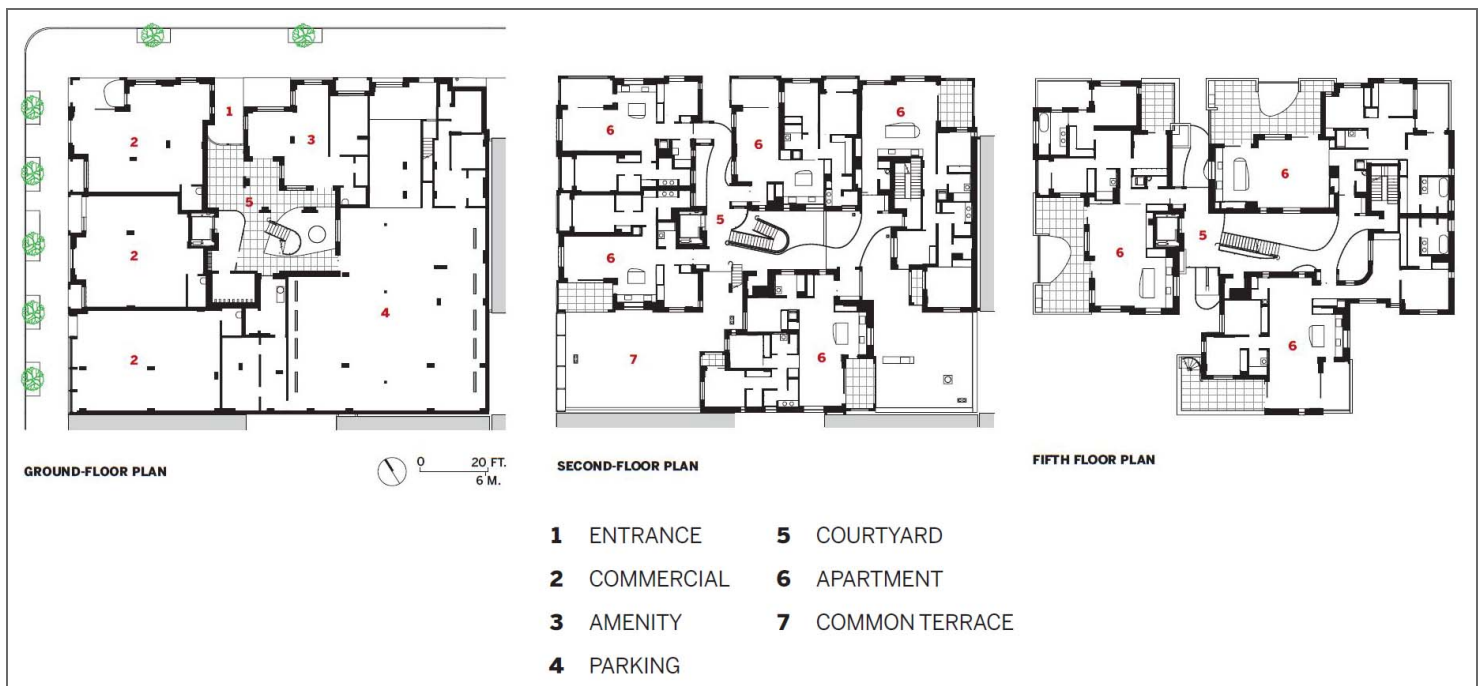 1
2
3
5
2
4
2
GROUND-FLOOR PLAN
0 20 FT.
6 M.
6
6
6
5
6
7
6
SECOND-FLOOR PLAN
6
6
5
6
FIFTH FLOOR PLAN
1 ENTRANCE
2 COMMERCIAL
3 AMENITY
4 PARKING
5 COURTYARD
6 APARTMENT
7 COMMON TERRACE